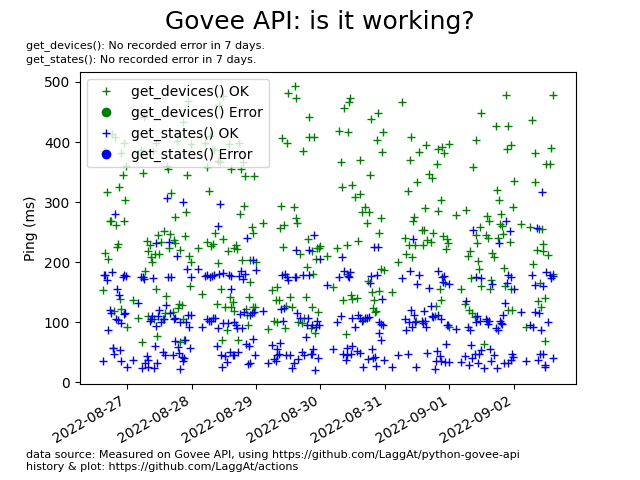 Govee API: is it working?
get_devices(): No recorded error in 7 days.
get_states(): No recorded error in 7 days.
500
400
300
200
100
0
Ping (ms)
get_devices() OK
get_devices() Error
get_states() OK
get_states() Error
2022-08-27
2022-08-28
2022-08-29
2022-08-30
2022-08-31
2022-09-01
2022-09-02
data source: Measured on Govee API, using https://github.com/LaggAt/python-govee-api
history & plot: https://github.com/LaggAt/actions